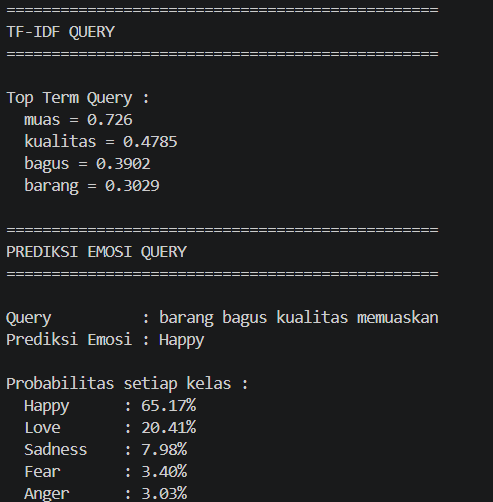 ================================================
TF-IDF QUERY
================================================
Top Term Query :
muas = 0.726
kualitas = 0.4785
bagus = 0.3902
barang = 0.3029
================================================
PREDIKSI EMOSI QUERY
================================================
Query : barang bagus kualitas memuaskan
Prediksi Emosi : Happy
Probabilitas setiap kelas :
Happy : 65.17%
Love : 20.41%
Sadness : 7.98%
Fear : 3.40%
Anger : 3.03%